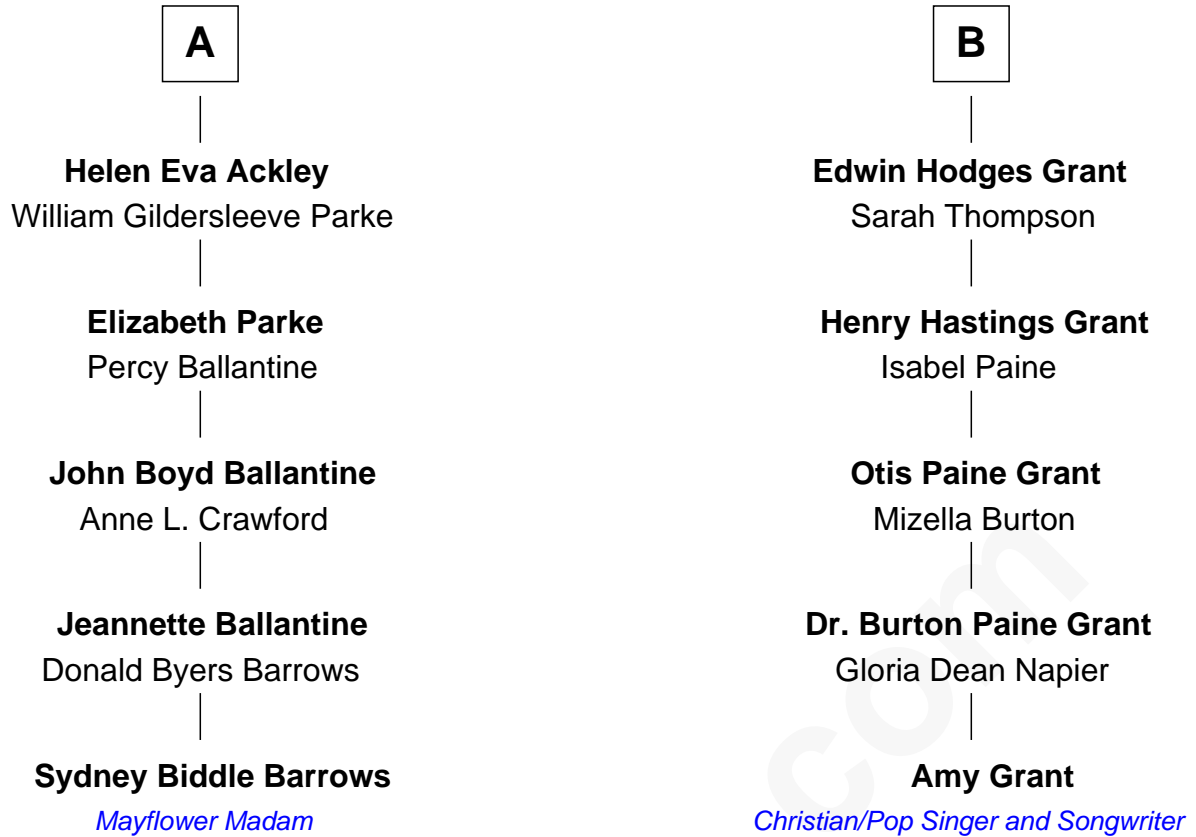 A
Helen Eva Ackley
William Gildersleeve Parke
Elizabeth Parke
Percy Ballantine
John Boyd Ballantine
Anne L. Crawford
Jeannette Ballantine
Donald Byers Barrows
Sydney Biddle Barrows
Mayflower Madam
B
Edwin Hodges Grant
Sarah Thompson
Henry Hastings Grant
Isabel Paine
Otis Paine Grant
Mizella Burton
Dr. Burton Paine Grant
Gloria Dean Napier
Amy Grant
Christian/Pop Singer and Songwriter
com